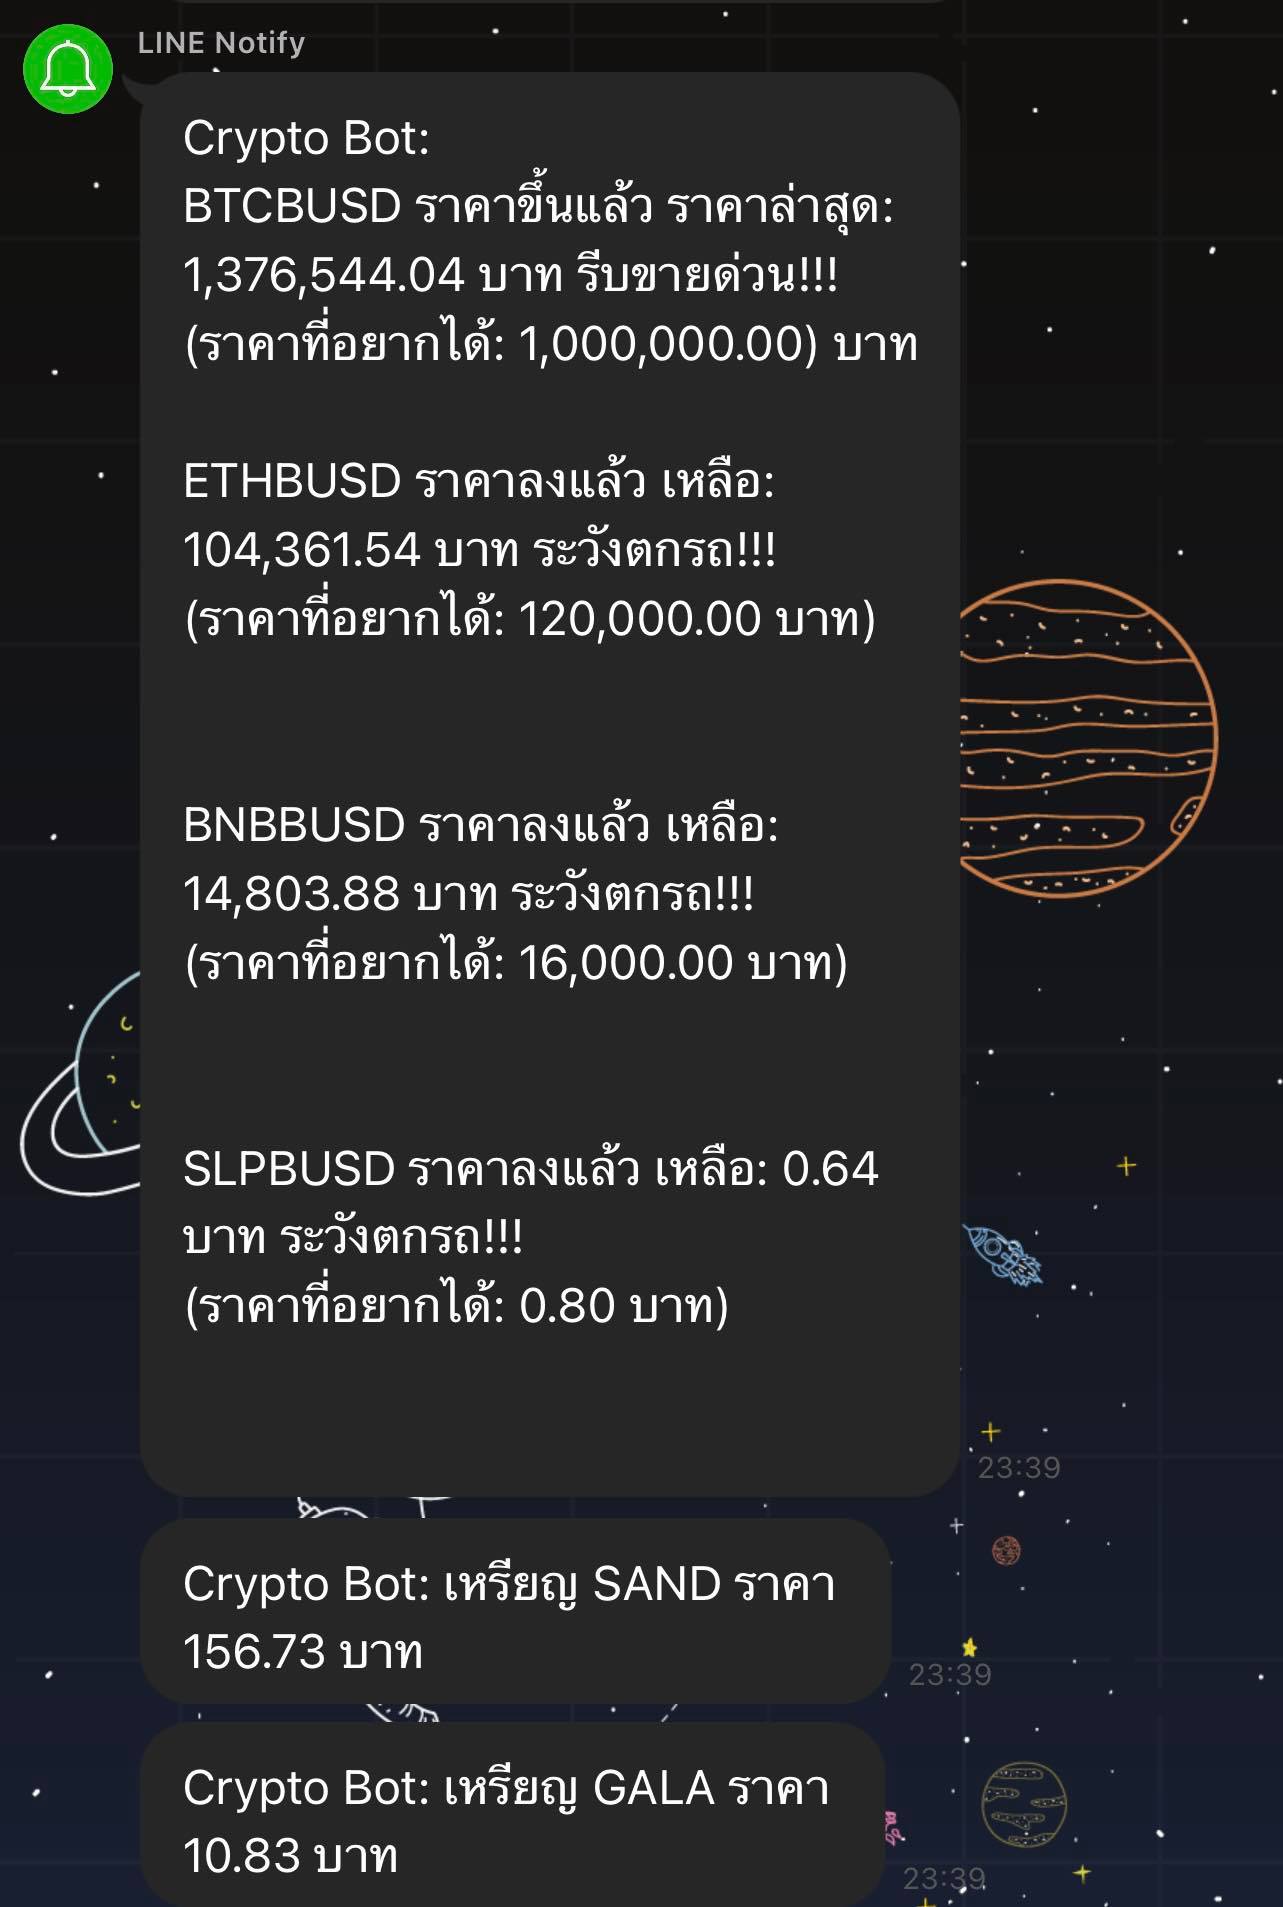 LINE Notify
Crypto Bot:
BTCBUSD ราคาขึ้นแล้ว ราคาล่าสุด:
1,376,544.04 บาท รีบขายด่วน!!!
(ราคาที่อยากได้: 1,000,000.00) บาท
ETHBUSD ราคาลงแล้ว เหลือ:
104,361.54 บาท ระวังตกรถ!!!
(ราคาที่อยากได้: 120,000.00 บาท)
BNBBUSD ราคาลงแล้ว เหลือ:
14,803.88 บาท ระวังตกรถ!!!
(ราคาที่อยากได้: 16,000.00 บาท)
SLPBUSD ราคาลงแล้ว เหลือ: 0.64
บาท ระวังตกรถ!!!
(ราคาที่อยากได้: 0.80 บาท)
23:39
Crypto Bot: เหรียญ SAND ราคา
156.73 บาท
23:39
Crypto Bot: เหรียญ GALA ราคา
10.83 บาท
23:39